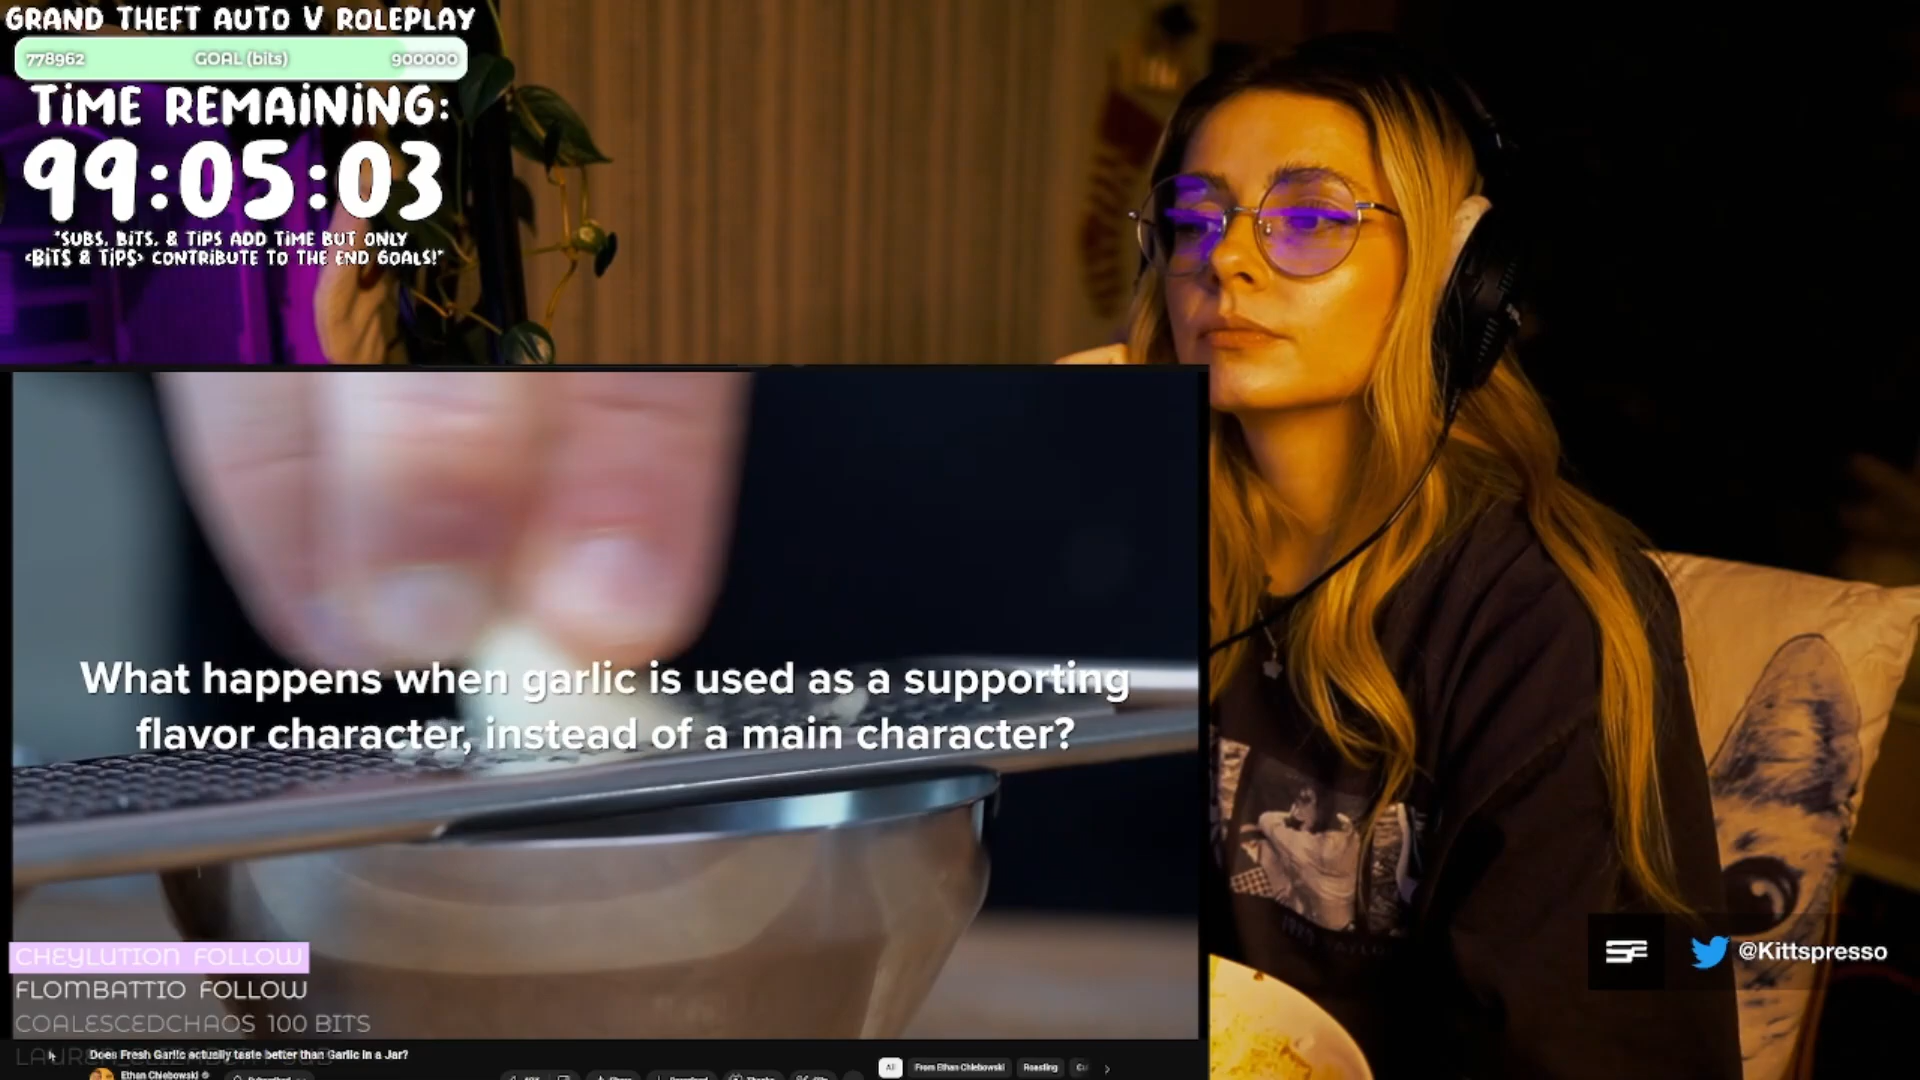 GRAND THEFT AUTO V ROLEPLAY
778962 GOAL (bits) 900000
TiME REMAiNiNG:
99:05:03
"SUBS, BiTS, & TiPS ADD TiME BUT ONLY
<BiTS & TiPS> CONTRiBUTE TO THE END GOALS!"
What happens when garlic is used as a supporting
flavor character, instead of a main character?
CHEYLUTION FOLLOW
FLOMBATTIO FOLLOW
COALESCEDCHAOS 100 BITS
Does Fresh Garlic actually taste better than Garlic in a Jar?
Ethan Chlebowski
All From Ethan Chlebowski Roasting
@Kittspresso